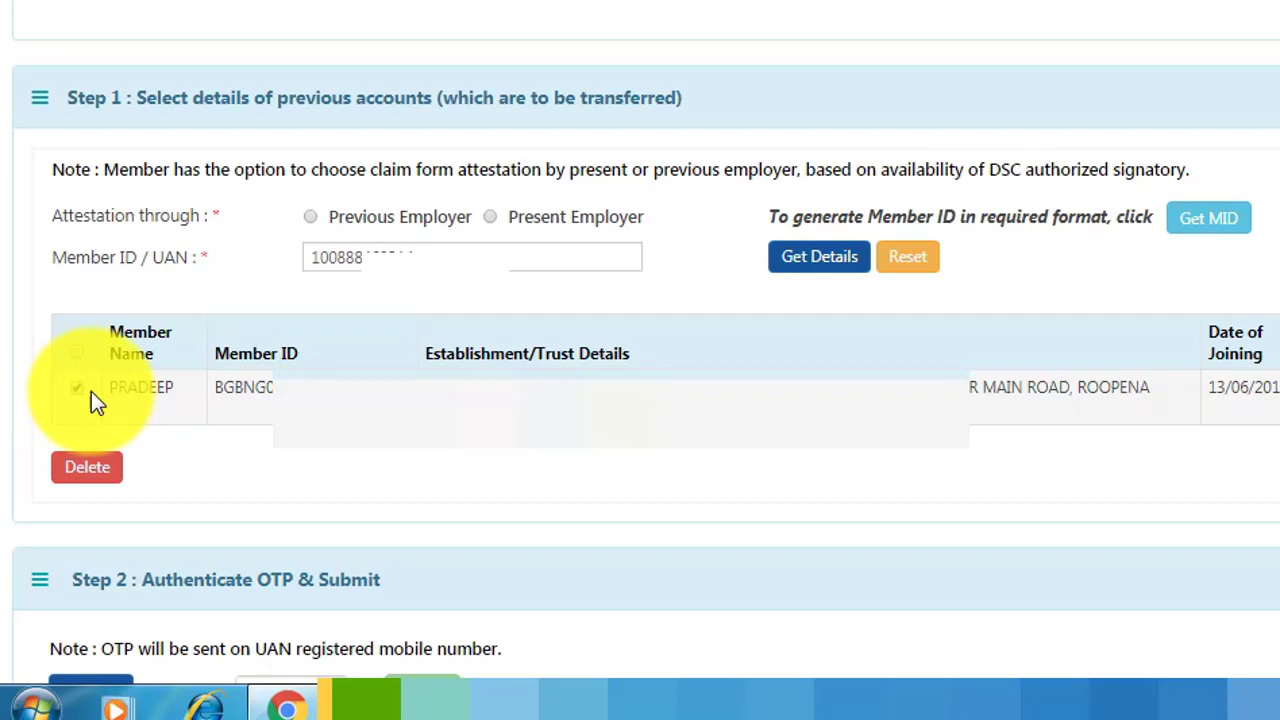 Step 1 : Select details of previous accounts (which are to be transferred)
Note : Member has the option to choose claim form attestation by present or previous employer, based on availability of DSC authorized signatory.
Attestation through : * Previous Employer Present Employer To generate Member ID in required format, click Get MID
Member ID / UAN : * 100888 Get Details Reset
Member Name Member ID Establishment/Trust Details Date of Joining
PRADEEP BGBNG0 R MAIN ROAD, ROOPENA 13/06/201
Delete
Step 2 : Authenticate OTP & Submit
Note : OTP will be sent on UAN registered mobile number.